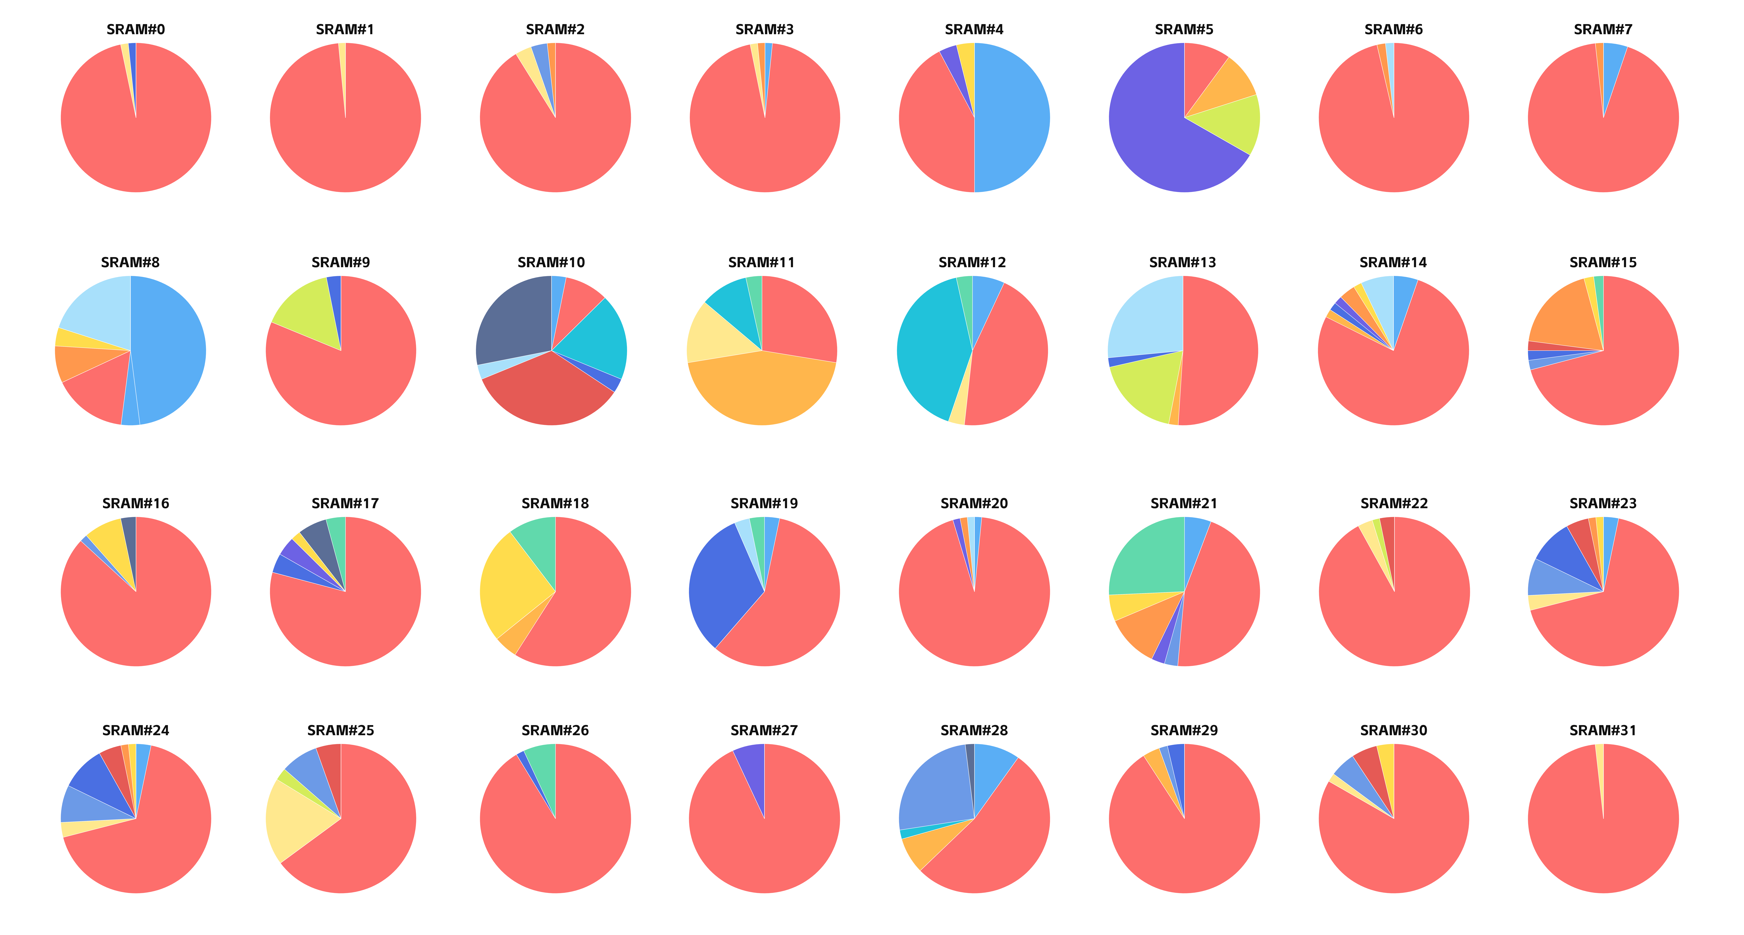 SRAM#0 SRAM#1 SRAM#2 SRAM#3 SRAM#4 SRAM#5 SRAM#6 SRAM#7
SRAM#8 SRAM#9 SRAM#10 SRAM#11 SRAM#12 SRAM#13 SRAM#14 SRAM#15
SRAM#16 SRAM#17 SRAM#18 SRAM#19 SRAM#20 SRAM#21 SRAM#22 SRAM#23
SRAM#24 SRAM#25 SRAM#26 SRAM#27 SRAM#28 SRAM#29 SRAM#30 SRAM#31